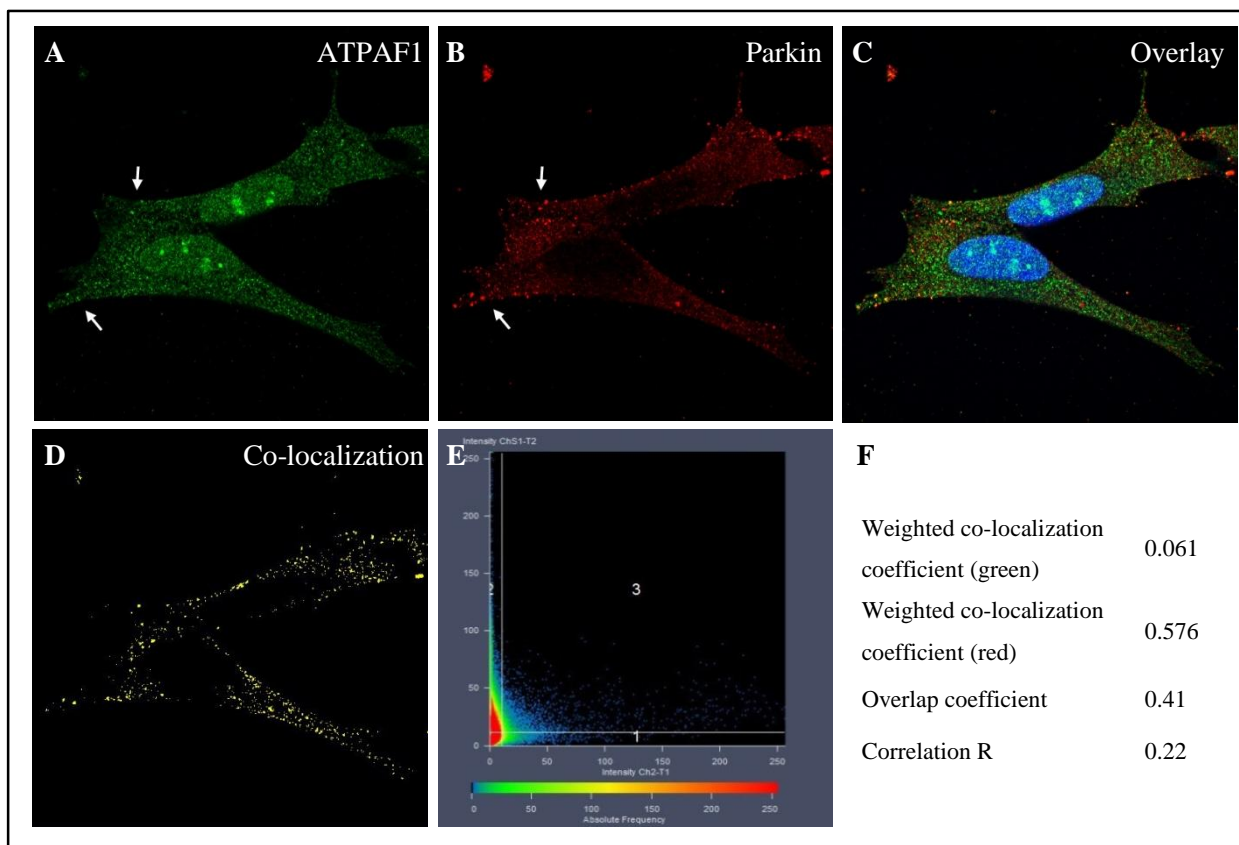 A ATPAF1
B Parkin
C Overlay
D Co-localization
E
Intensity ChS1-T2
250
200
150
100
50
0
3
1
0 50 100 150 200 250
Intensity Ch2-T1
0 50 100 150 200 250
Absolute Frequency
F
Weighted co-localization
coefficient (green)
0.061
Weighted co-localization
coefficient (red)
0.576
Overlap coefficient 0.41
Correlation R 0.22